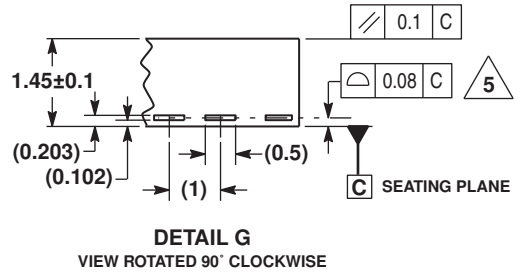 // 0.1 C
1.45±0.1
⌓ 0.08 C
5
(0.203)
(0.5)
(0.102)
(1)
C SEATING PLANE
DETAIL G
VIEW ROTATED 90° CLOCKWISE